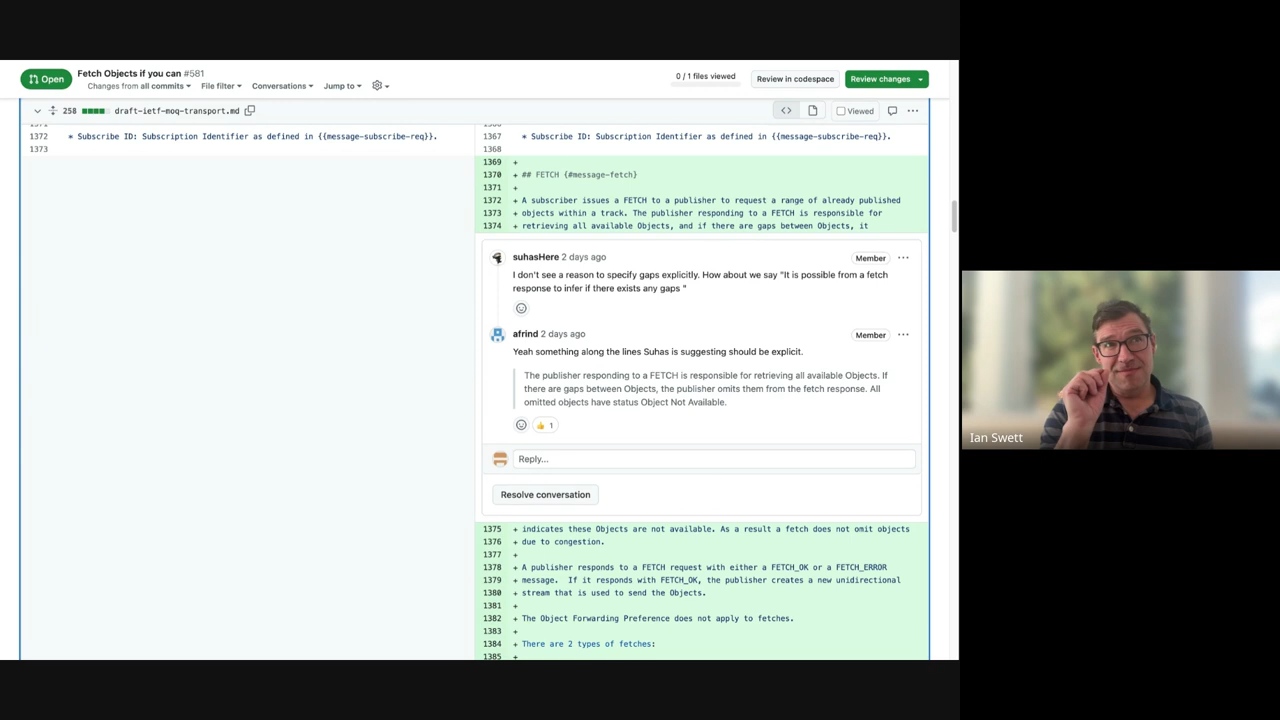 Open
Fetch Objects if you can #581
Changes from all commits
File filter
Conversations
Jump to
0 / 1 files viewed
Review in codespace
Review changes
258
draft-ietf-moq-transport.md
Viewed
1372 * Subscribe ID: Subscription Identifier as defined in {{message-subscribe-req}}.
1373
1367 * Subscribe ID: Subscription Identifier as defined in {{message-subscribe-req}}.
1368
1369 +
1370 + ## FETCH {#message-fetch}
1371 +
1372 + A subscriber issues a FETCH to a publisher to request a range of already published
1373 + objects within a track. The publisher responding to a FETCH is responsible for
1374 + retrieving all available Objects, and if there are gaps between Objects, it
suhasHere 2 days ago
Member
I don't see a reason to specify gaps explicitly. How about we say "It is possible from a fetch
response to infer if there exists any gaps "
afrind 2 days ago
Member
Yeah something along the lines Suhas is suggesting should be explicit.
The publisher responding to a FETCH is responsible for retrieving all available Objects. If
there are gaps between Objects, the publisher omits them from the fetch response. All
omitted objects have status Object Not Available.
👍 1
Reply...
Resolve conversation
1375 + indicates these Objects are not available. As a result a fetch does not omit objects
1376 + due to congestion.
1377 +
1378 + A publisher responds to a FETCH request with either a FETCH_OK or a FETCH_ERROR
1379 + message.  If it responds with FETCH_OK, the publisher creates a new unidirectional
1380 + stream that is used to send the Objects.
1381 +
1382 + The Object Forwarding Preference does not apply to fetches.
1383 +
1384 + There are 2 types of fetches:
1385 +
Ian Swett